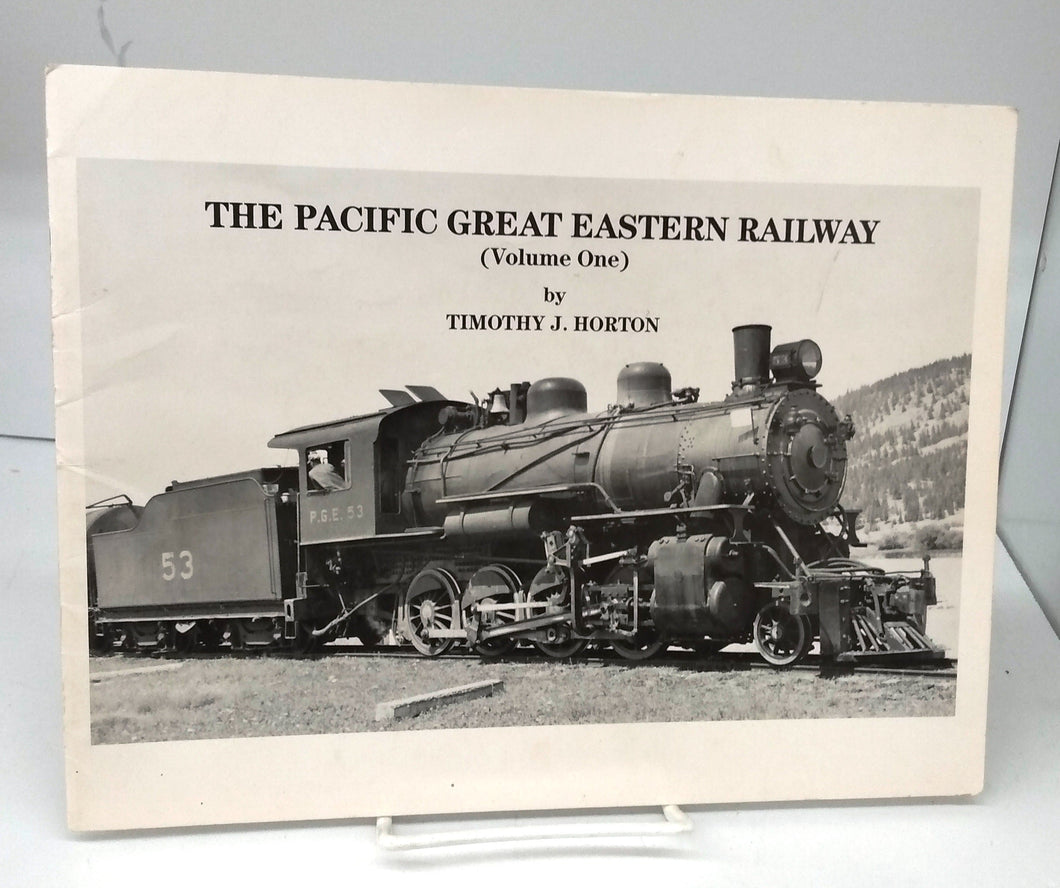 THE PACIFIC GREAT EASTERN RAILWAY
(Volume One)
by
TIMOTHY J. HORTON
P.G.E. 53
53